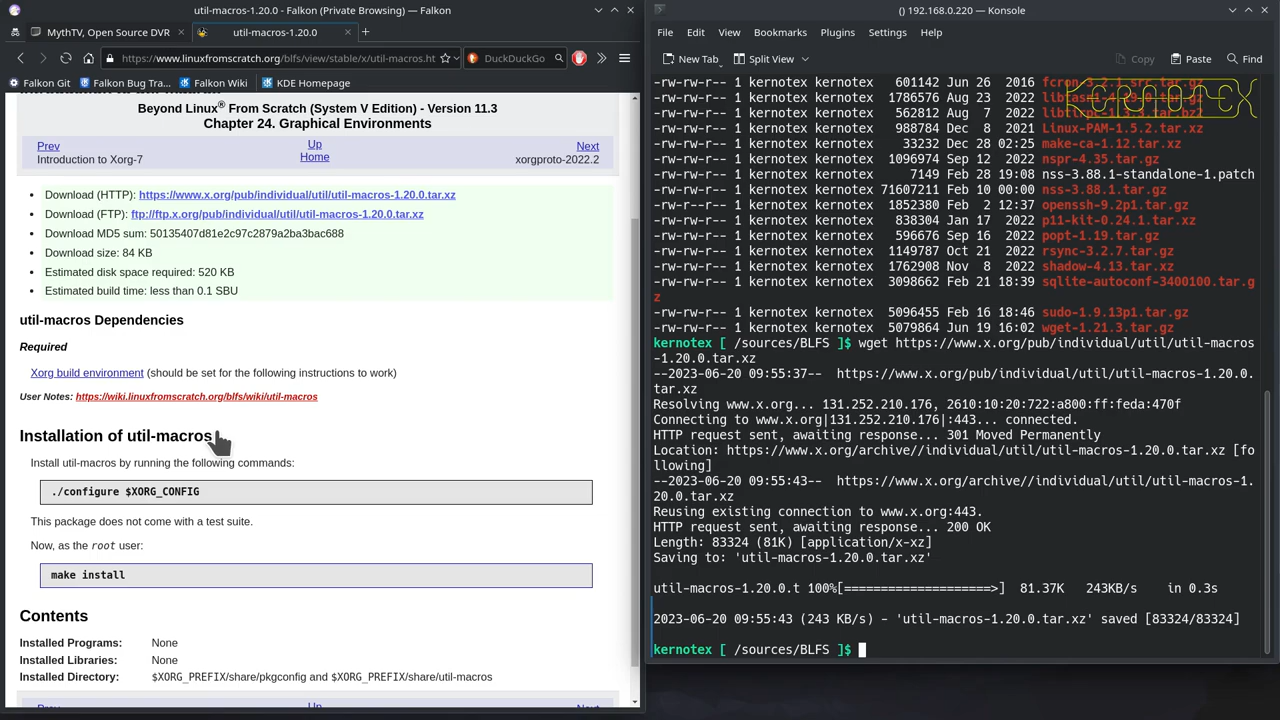 util-macros-1.20.0 - Falkon (Private Browsing) — Falkon
MythTV, Open Source DVR
util-macros-1.20.0
https://www.linuxfromscratch.org/blfs/view/stable/x/util-macros.ht
DuckDuckGo
Falkon Git
Falkon Bug Tra...
Falkon Wiki
KDE Homepage
Beyond Linux® From Scratch (System V Edition) - Version 11.3
Chapter 24. Graphical Environments
Prev
Up
Next
Introduction to Xorg-7
Home
xorgproto-2022.2
• Download (HTTP): https://www.x.org/pub/individual/util/util-macros-1.20.0.tar.xz
• Download (FTP): ftp://ftp.x.org/pub/individual/util/util-macros-1.20.0.tar.xz
• Download MD5 sum: 50135407d81e2c97c2879a2ba3bac688
• Download size: 84 KB
• Estimated disk space required: 520 KB
• Estimated build time: less than 0.1 SBU
util-macros Dependencies
Required
Xorg build environment (should be set for the following instructions to work)
User Notes: https://wiki.linuxfromscratch.org/blfs/wiki/util-macros
Installation of util-macros
Install util-macros by running the following commands:
./configure $XORG_CONFIG
This package does not come with a test suite.
Now, as the root user:
make install
Contents
Installed Programs: None
Installed Libraries: None
Installed Directory: $XORG_PREFIX/share/pkgconfig and $XORG_PREFIX/share/util-macros
Prev
Up
Next
() 192.168.0.220 — Konsole
File Edit View Bookmarks Plugins Settings Help
New Tab
Split View
Copy
Paste
Find
-rw-rw-r-- 1 kernotex kernotex 601142 Jun 26 2016 fcron-3.2.1.src.tar.gz
-rw-rw-r-- 1 kernotex kernotex 1786576 Aug 23 2022
-rw-rw-r-- 1 kernotex kernotex 562812 Aug 7 2022
-rw-rw-r-- 1 kernotex kernotex 988784 Dec 8 2021 Linux-PAM-1.5.2.tar.xz
-rw-rw-r-- 1 kernotex kernotex 33232 Dec 28 02:25 make-ca-1.12.tar.xz
-rw-rw-r-- 1 kernotex kernotex 1096974 Sep 12 2022 nspr-4.35.tar.gz
-rw-rw-r-- 1 kernotex kernotex 7149 Feb 28 19:08 nss-3.88.1-standalone-1.patch
-rw-rw-r-- 1 kernotex kernotex 71607211 Feb 10 00:00 nss-3.88.1.tar.gz
-rw-rw-r-- 1 kernotex kernotex 1852380 Feb 2 12:37 openssh-9.2p1.tar.gz
-rw-rw-r-- 1 kernotex kernotex 838304 Jan 17 2022 p11-kit-0.24.1.tar.xz
-rw-rw-r-- 1 kernotex kernotex 596676 Sep 16 2022 popt-1.19.tar.gz
-rw-rw-r-- 1 kernotex kernotex 1149787 Oct 21 2022 rsync-3.2.7.tar.gz
-rw-rw-r-- 1 kernotex kernotex 1762908 Nov 8 2022 shadow-4.13.tar.xz
-rw-rw-r-- 1 kernotex kernotex 3098662 Feb 21 18:39 sqlite-autoconf-3400100.tar.g
z
-rw-rw-r-- 1 kernotex kernotex 5096455 Feb 16 18:46 sudo-1.9.13p1.tar.gz
-rw-rw-r-- 1 kernotex kernotex 5079864 Jun 19 16:02 wget-1.21.3.tar.gz
kernotex [ /sources/BLFS ]$ wget https://www.x.org/pub/individual/util/util-macros
-1.20.0.tar.xz
--2023-06-20 09:55:37-- https://www.x.org/pub/individual/util/util-macros-1.20.0.
tar.xz
Resolving www.x.org... 131.252.210.176, 2610:10:20:722:a800:ff:feda:470f
Connecting to www.x.org|131.252.210.176|:443... connected.
HTTP request sent, awaiting response... 301 Moved Permanently
Location: https://www.x.org/archive//individual/util/util-macros-1.20.0.tar.xz [fo
llowing]
--2023-06-20 09:55:43-- https://www.x.org/archive//individual/util/util-macros-1.
20.0.tar.xz
Reusing existing connection to www.x.org:443.
HTTP request sent, awaiting response... 200 OK
Length: 83324 (81K) [application/x-xz]
Saving to: 'util-macros-1.20.0.tar.xz'
util-macros-1.20.0.t 100%[====================>] 81.37K 243KB/s in 0.3s
2023-06-20 09:55:43 (243 KB/s) - 'util-macros-1.20.0.tar.xz' saved [83324/83324]
kernotex [ /sources/BLFS ]$
KERNOTEX